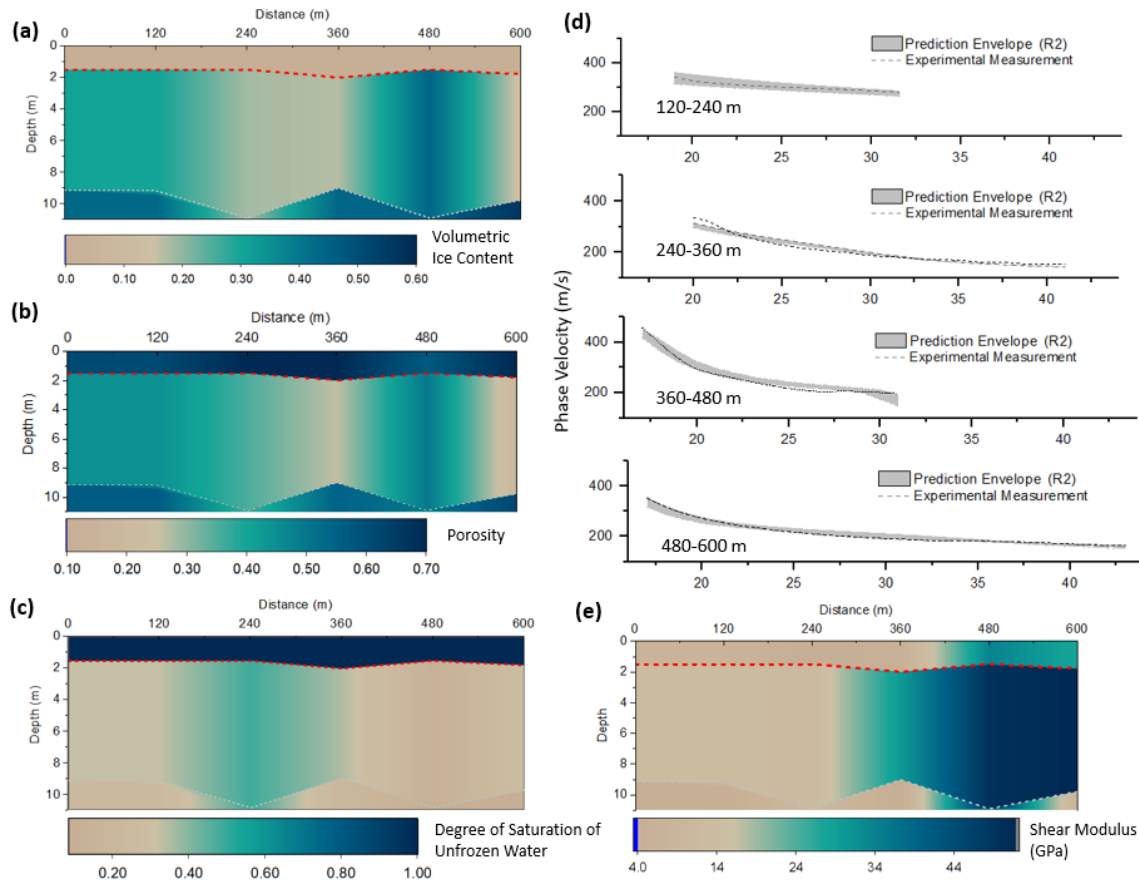 (a)
Distance (m)
0 120 240 360 480 600
Depth (m)
0
2
4
6
8
10
0.0 0.10 0.20 0.30 0.40 0.50 0.60
Volumetric
Ice Content
(b)
Distance (m)
0 120 240 360 480 600
Depth (m)
0
2
4
6
8
10
0.10 0.20 0.30 0.40 0.50 0.60 0.70
Porosity
(c)
Distance (m)
0 120 240 360 480 600
Depth (m)
0
2
4
6
8
10
0.20 0.40 0.60 0.80 1.00
Degree of Saturation of
Unfrozen Water
(d)
Phase Velocity (m/s)
Prediction Envelope (R2)
Experimental Measurement
400
200
120-240 m
20 25 30 35 40
Prediction Envelope (R2)
Experimental Measurement
400
200
240-360 m
20 25 30 35 40
Prediction Envelope (R2)
Experimental Measurement
400
200
360-480 m
20 25 30 35 40
Prediction Envelope (R2)
Experimental Measurement
400
200
480-600 m
20 25 30 35 40
(e)
Distance (m)
0 120 240 360 480 600
Depth
0
2
4
6
8
10
4.0 14 24 34 44
Shear Modulus
(GPa)